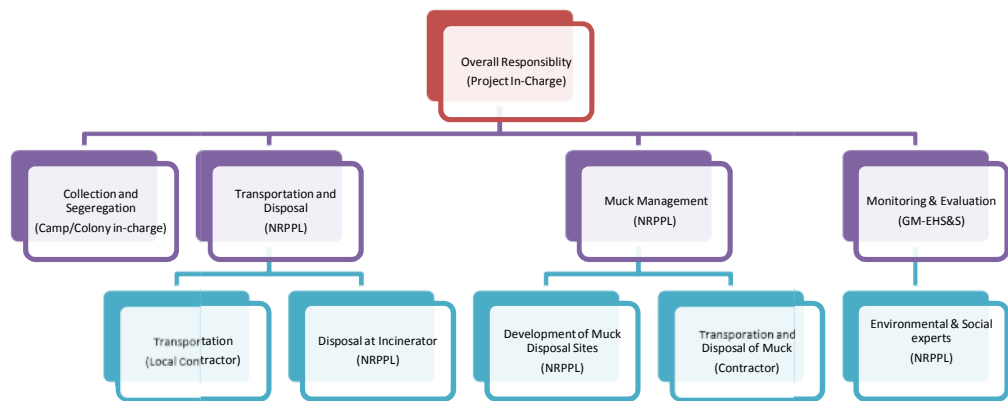 Overall Responsiblity
(Project In-Charge)
Collection and
Segeregation
(Camp/Colony in-charge)
Transportation and
Disposal
(NRPPL)
Muck Management
(NRPPL)
Monitoring & Evaluation
(GM-EHS&S)
Transportation
(Local Contractor)
Disposal at Incinerator
(NRPPL)
Development of Muck
Disposal Sites
(NRPPL)
Transporation and
Disposal of Muck
(Contractor)
Environmental & Social
experts
(NRPPL)